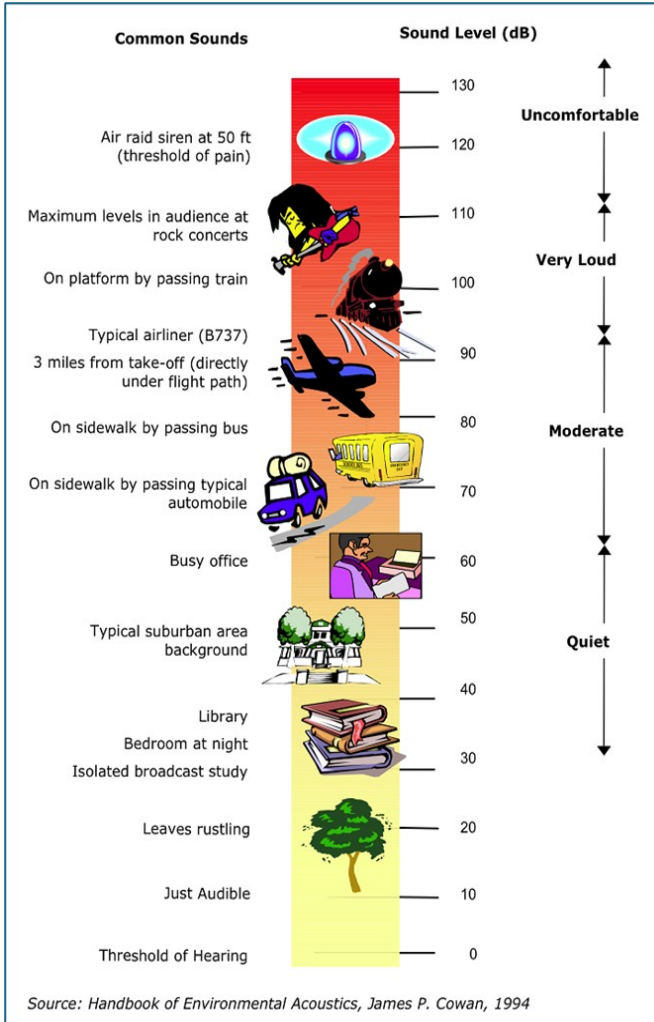 Common Sounds
Sound Level (dB)
130
Uncomfortable
Air raid siren at 50 ft
(threshold of pain)
120
Maximum levels in audience at
rock concerts
110
Very Loud
On platform by passing train
100
Typical airliner (B737)
3 miles from take-off (directly
under flight path)
90
On sidewalk by passing bus
80
Moderate
On sidewalk by passing typical
automobile
70
Busy office
60
Typical suburban area
background
50
Quiet
40
Library
Bedroom at night
Isolated broadcast study
30
Leaves rustling
20
Just Audible
10
Threshold of Hearing
0
Source: Handbook of Environmental Acoustics, James P. Cowan, 1994